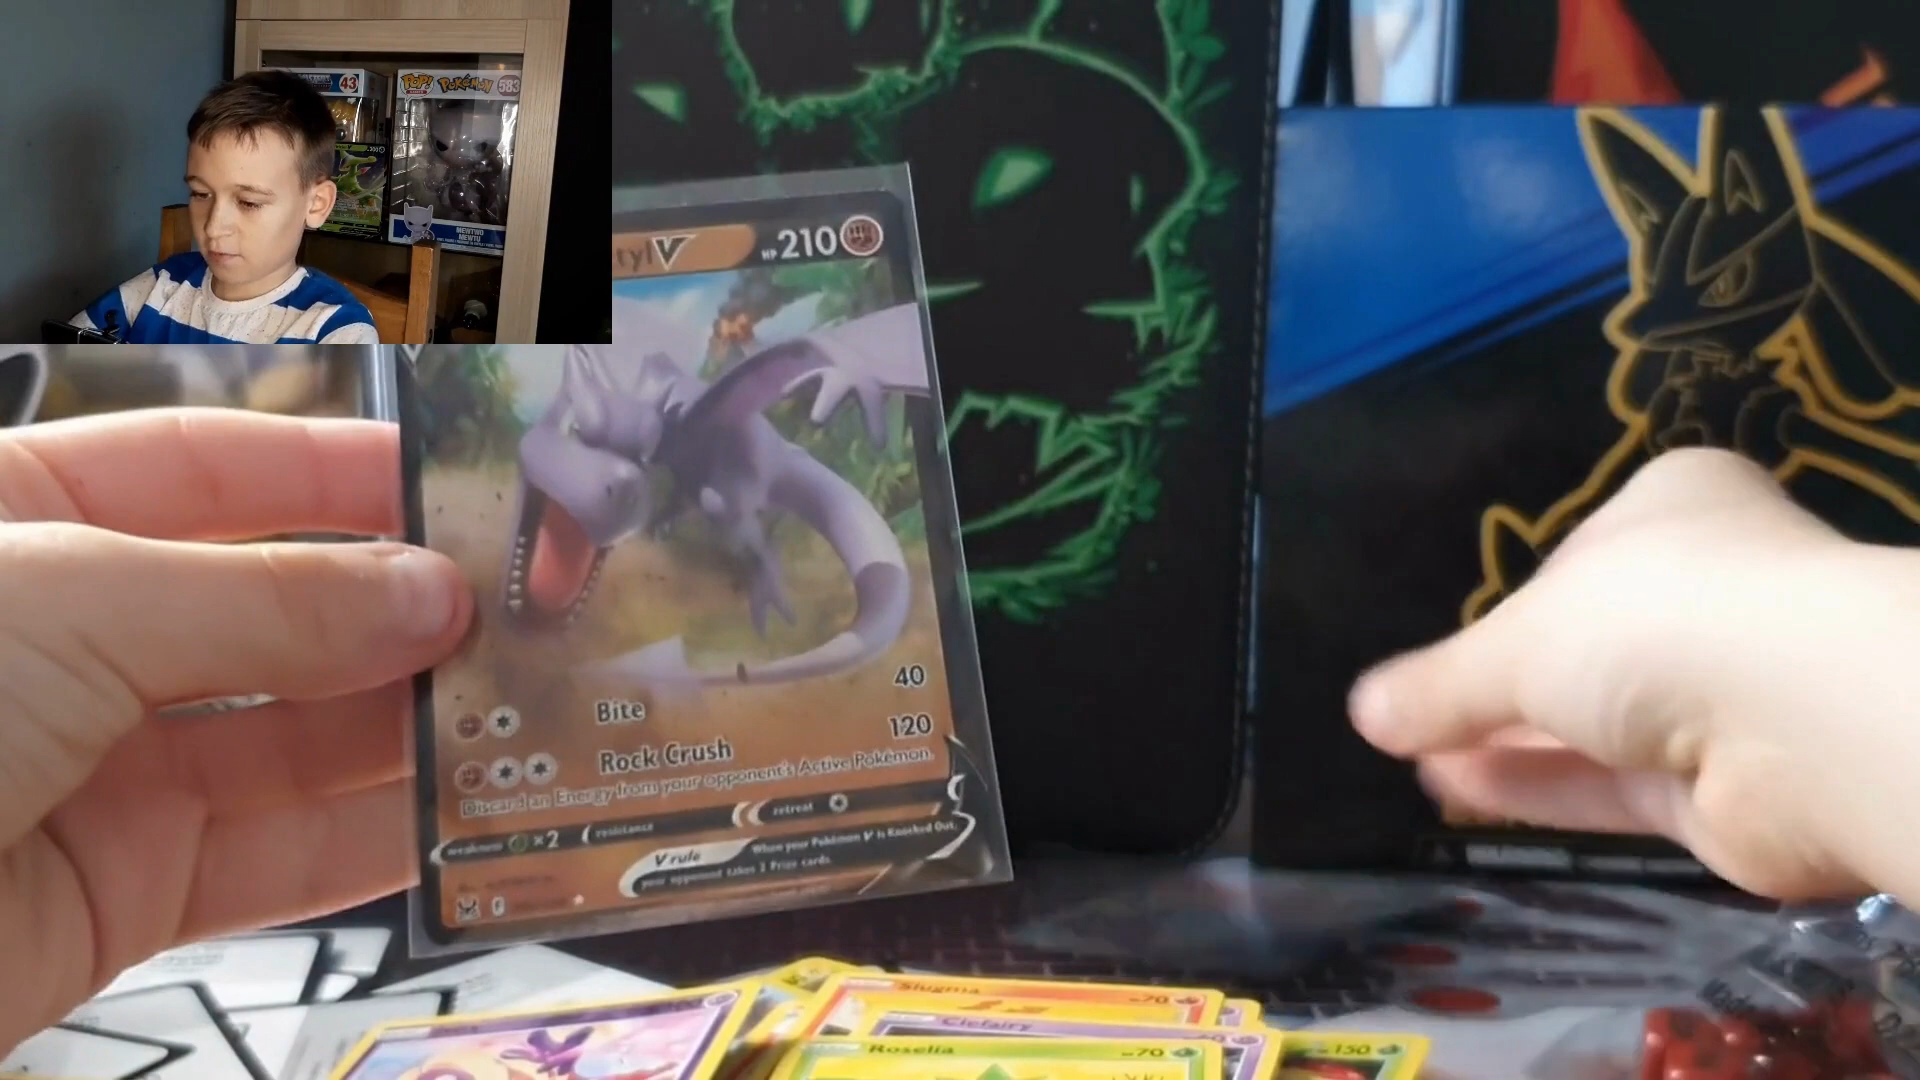 43
POP! POKÉMON 583
MEWTWO
MEWTU
tyl V HP 210
Bite 40
Rock Crush 120
Discard an Energy from your opponent's Active Pokémon.
weakness ×2 resistance retreat
V rule When your Pokémon V is Knocked Out,
your opponent takes 2 Prize cards.
F
Slugma 70
Clefairy
Roselia 70
150
WARNING